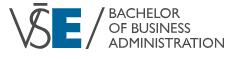 VŠE/ BACHELOR
OF BUSINESS
ADMINISTRATION